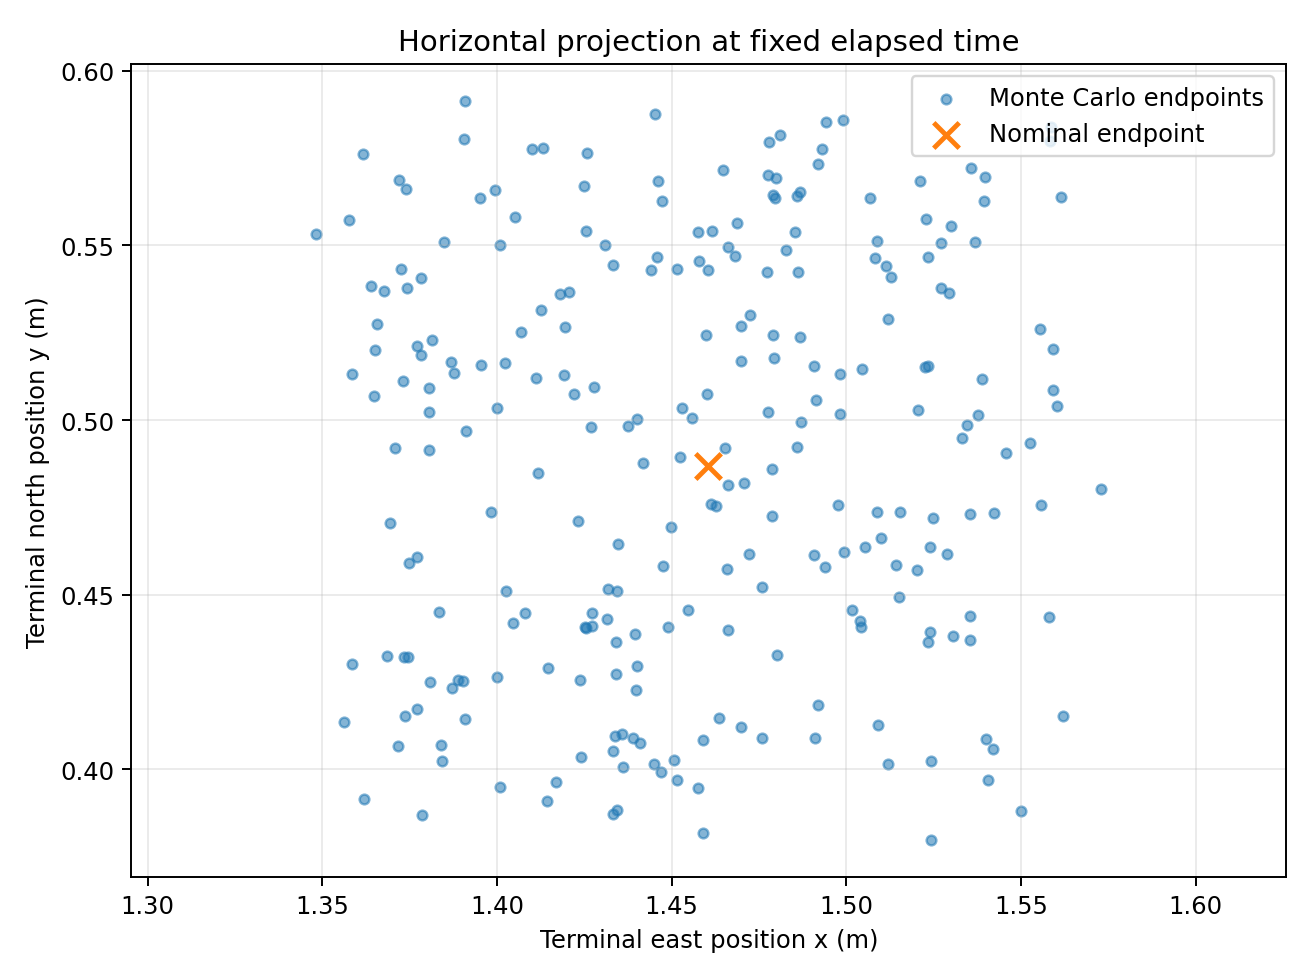 Horizontal projection at fixed elapsed time
Monte Carlo endpoints
Nominal endpoint
Terminal north position y (m)
0.60
0.55
0.50
0.45
0.40
1.30
1.35
1.40
1.45
1.50
1.55
1.60
Terminal east position x (m)